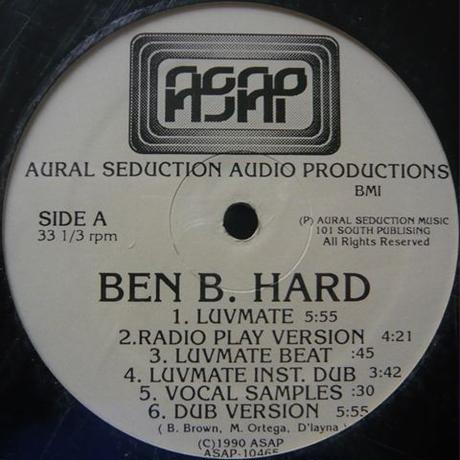 ASAP
AURAL SEDUCTION AUDIO PRODUCTIONS
BMI
SIDE A
33 1/3 rpm
(P) AURAL SEDUCTION MUSIC
101 SOUTH PUBLISING
All Rights Reserved
BEN B. HARD
1. LUVMATE 5:55
2.RADIO PLAY VERSION 4:21
3. LUVMATE BEAT :45
4. LUVMATE INST. DUB 3:42
5. VOCAL SAMPLES :30
6. DUB VERSION 5:55
( B. Brown, M. Ortega, D'layna )
(C)1990 ASAP
ASAP-10465